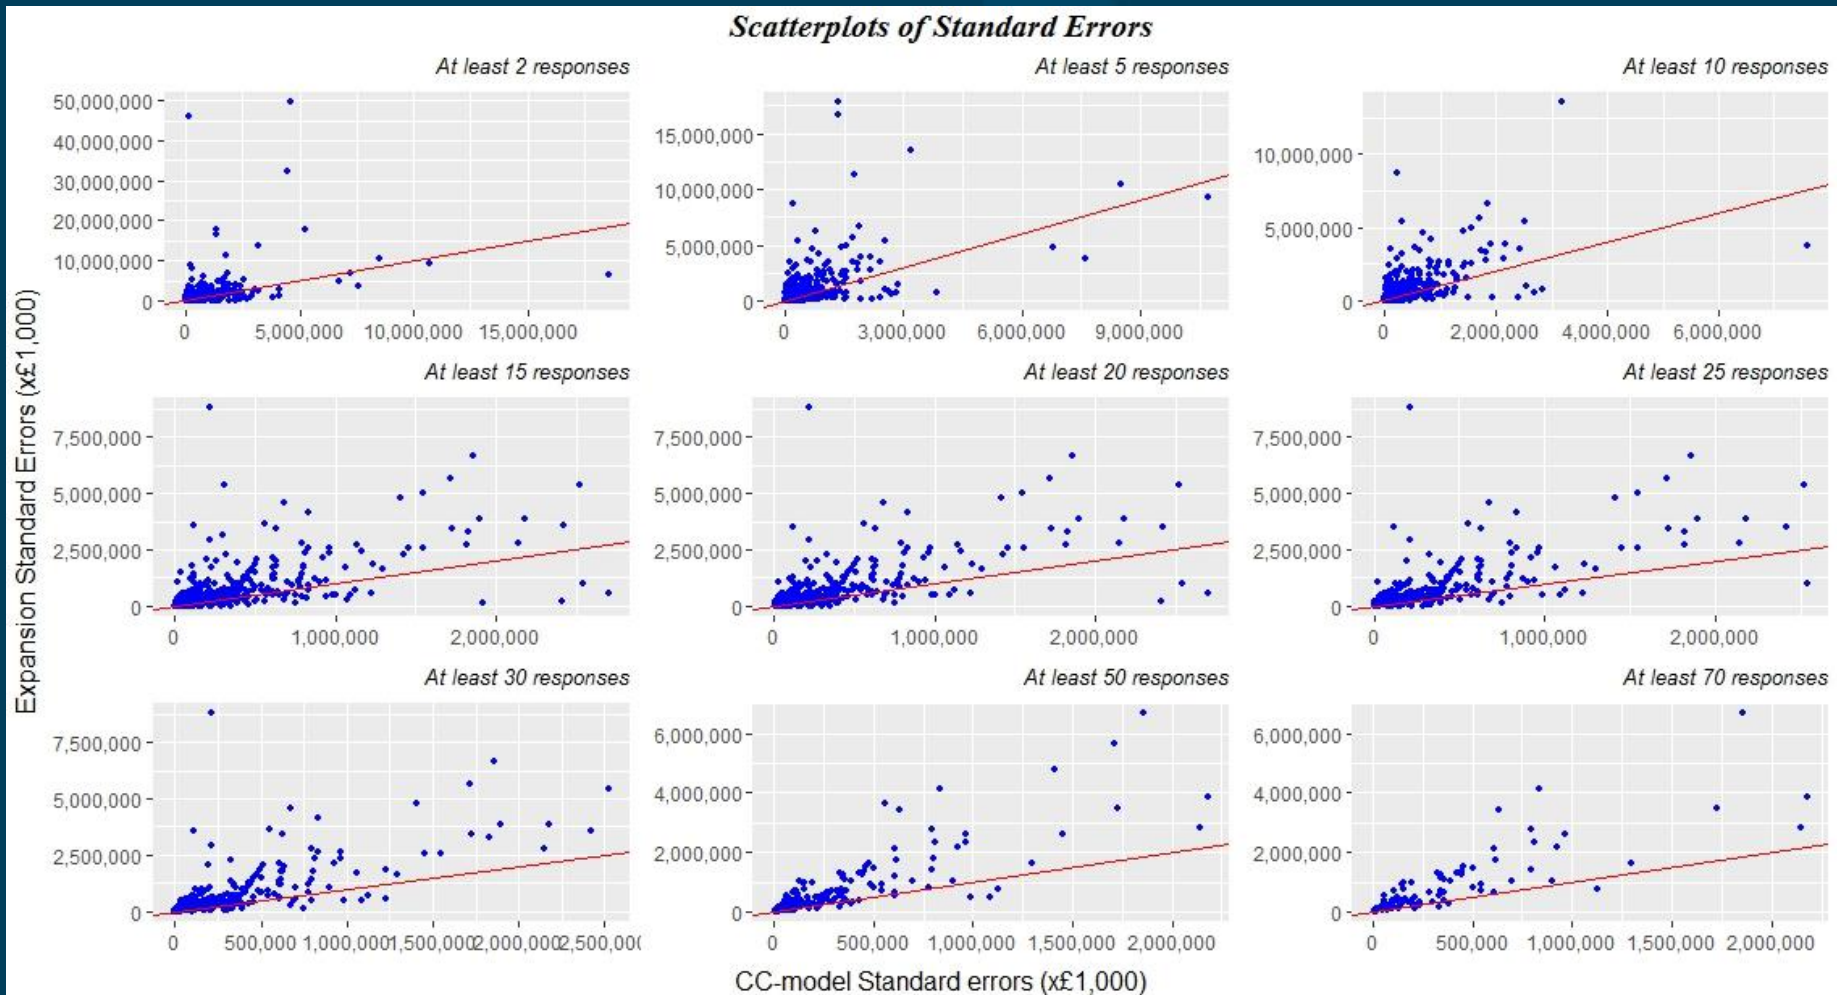 Scatterplots of Standard Errors
At least 2 responses
50,000,000
40,000,000
30,000,000
20,000,000
10,000,000
0
0 5,000,000 10,000,000 15,000,000
At least 5 responses
15,000,000
10,000,000
5,000,000
0
0 3,000,000 6,000,000 9,000,000
At least 10 responses
10,000,000
5,000,000
0
0 2,000,000 4,000,000 6,000,000
Expansion Standard Errors (x£1,000)
At least 15 responses
7,500,000
5,000,000
2,500,000
0
0 1,000,000 2,000,000
At least 20 responses
7,500,000
5,000,000
2,500,000
0
0 1,000,000 2,000,000
At least 25 responses
7,500,000
5,000,000
2,500,000
0
0 1,000,000 2,000,000
At least 30 responses
7,500,000
5,000,000
2,500,000
0
0 500,000 1,000,000 1,500,000 2,000,000 2,500,00
At least 50 responses
6,000,000
4,000,000
2,000,000
0
0 500,000 1,000,000 1,500,000 2,000,000
At least 70 responses
6,000,000
4,000,000
2,000,000
0
0 500,000 1,000,000 1,500,000 2,000,000
CC-model Standard errors (x£1,000)